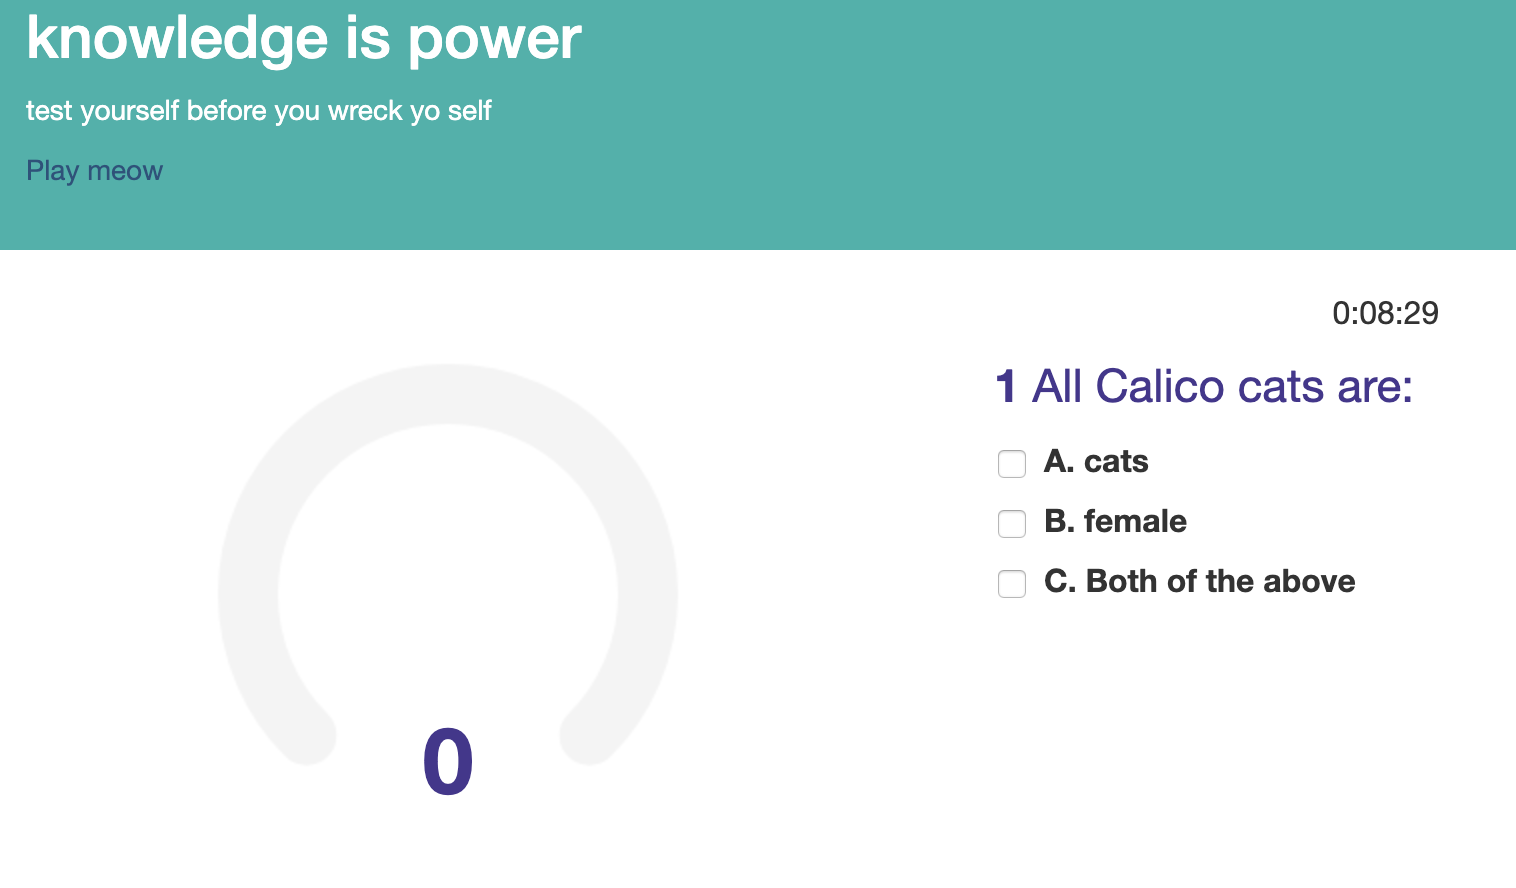 knowledge is power
test yourself before you wreck yo self
Play meow
0:08:29
1 All Calico cats are:
A. cats
B. female
C. Both of the above
0